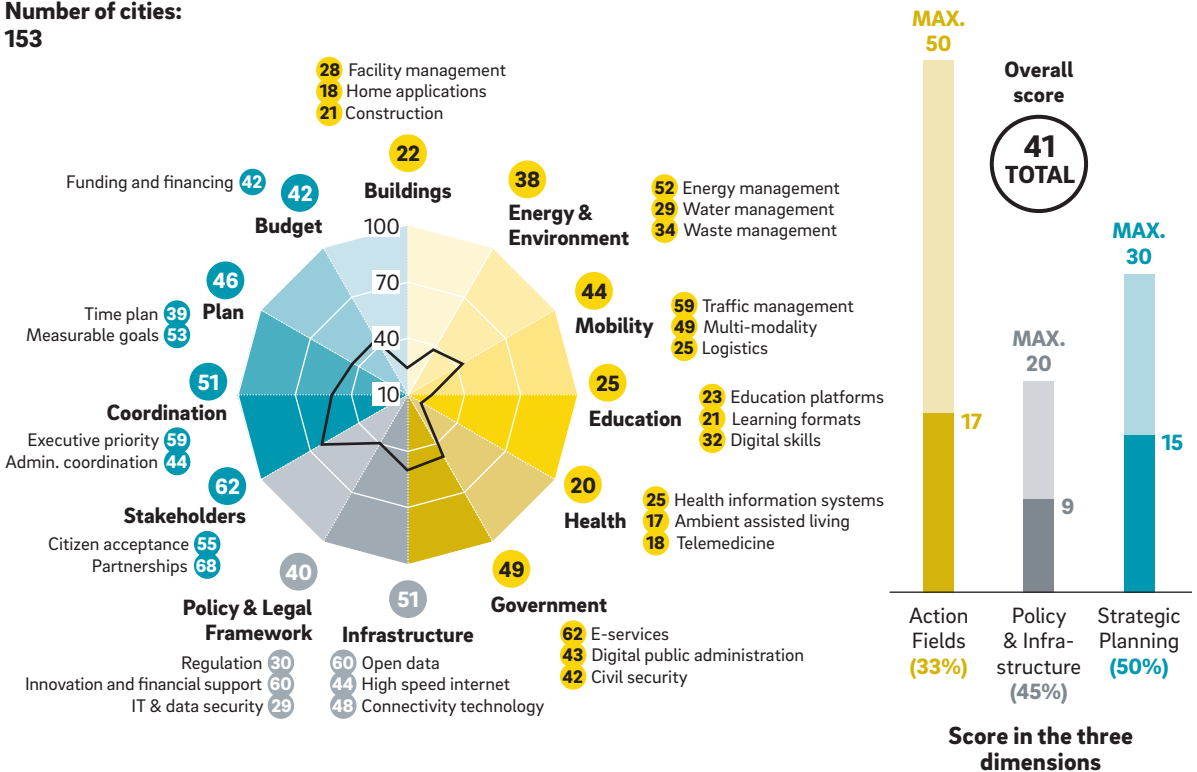 Number of cities:
153
28 Facility management
18 Home applications
21 Construction
22
Buildings
38
Energy &
Environment
52 Energy management
29 Water management
34 Waste management
44
Mobility
59 Traffic management
49 Multi-modality
25 Logistics
25
Education
23 Education platforms
21 Learning formats
32 Digital skills
20
Health
25 Health information systems
17 Ambient assisted living
18 Telemedicine
49
Government
62 E-services
43 Digital public administration
42 Civil security
51
Infrastructure
60 Open data
44 High speed internet
48 Connectivity technology
40
Policy & Legal
Framework
Regulation 30
Innovation and financial support 60
IT & data security 29
62
Stakeholders
Citizen acceptance 55
Partnerships 68
51
Coordination
Executive priority 59
Admin. coordination 44
46
Plan
Time plan 39
Measurable goals 53
42
Budget
Funding and financing 42
100
70
40
10
Overall
score
41
TOTAL
MAX.
50
17
Action
Fields
(33%)
MAX.
20
9
Policy
& Infra-
structure
(45%)
MAX.
30
15
Strategic
Planning
(50%)
Score in the three
dimensions